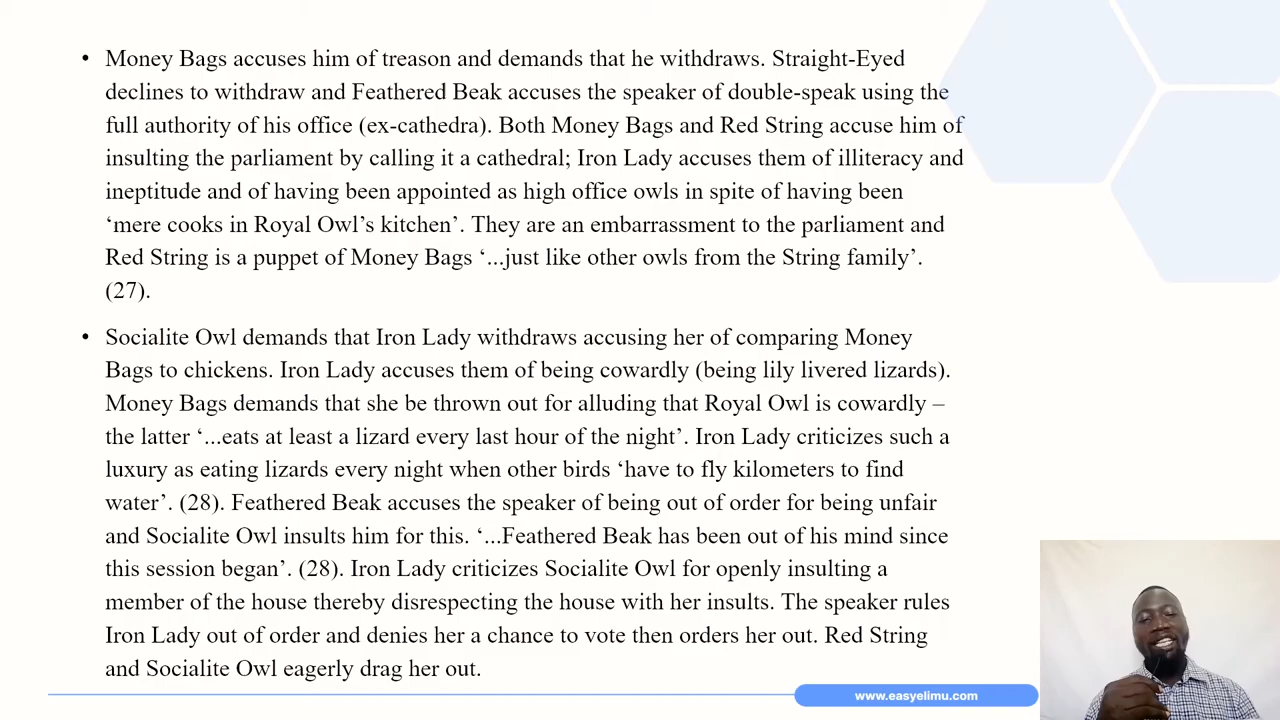 • Money Bags accuses him of treason and demands that he withdraws. Straight-Eyed
declines to withdraw and Feathered Beak accuses the speaker of double-speak using the
full authority of his office (ex-cathedra). Both Money Bags and Red String accuse him of
insulting the parliament by calling it a cathedral; Iron Lady accuses them of illiteracy and
ineptitude and of having been appointed as high office owls in spite of having been
‘mere cooks in Royal Owl’s kitchen’. They are an embarrassment to the parliament and
Red String is a puppet of Money Bags ‘...just like other owls from the String family’.
(27).
• Socialite Owl demands that Iron Lady withdraws accusing her of comparing Money
Bags to chickens. Iron Lady accuses them of being cowardly (being lily livered lizards).
Money Bags demands that she be thrown out for alluding that Royal Owl is cowardly –
the latter ‘...eats at least a lizard every last hour of the night’. Iron Lady criticizes such a
luxury as eating lizards every night when other birds ‘have to fly kilometers to find
water’. (28). Feathered Beak accuses the speaker of being out of order for being unfair
and Socialite Owl insults him for this. ‘...Feathered Beak has been out of his mind since
this session began’. (28). Iron Lady criticizes Socialite Owl for openly insulting a
member of the house thereby disrespecting the house with her insults. The speaker rules
Iron Lady out of order and denies her a chance to vote then orders her out. Red String
and Socialite Owl eagerly drag her out.
www.easyelimu.com